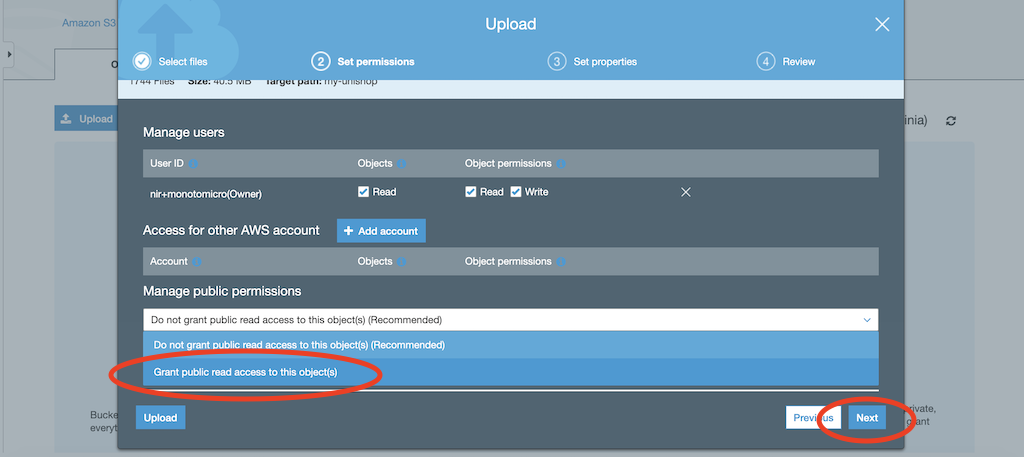 Amazon S3
Upload
Select files
2 Set permissions
3 Set properties
4 Review
1744 Files Size: 40.5 MB Target path: my-unishop
Upload
inia)
Manage users
User ID Objects Object permissions
nir+monotomicro(Owner) Read Read Write
Access for other AWS account + Add account
Account Objects Object permissions
Manage public permissions
Do not grant public read access to this object(s) (Recommended)
Do not grant public read access to this object(s) (Recommended)
Grant public read access to this object(s)
Upload
Previous
Next
Bucke
everyt
private,
grant